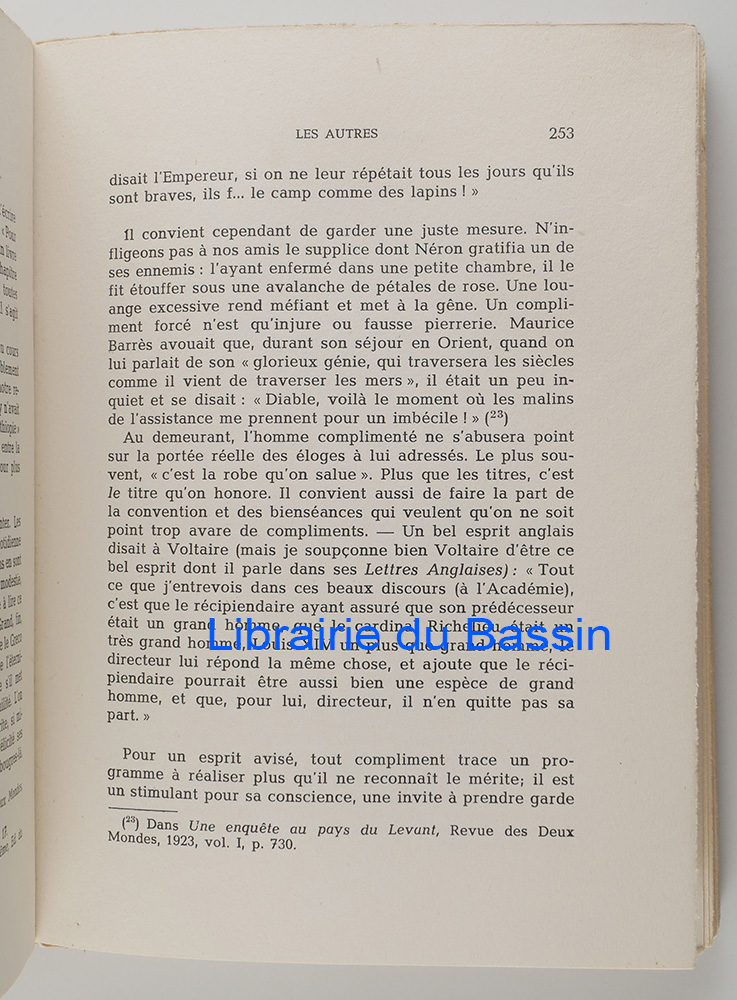 LES AUTRES 253
disait l'Empereur, si on ne leur répétait tous les jours qu'ils
sont braves, ils f... le camp comme des lapins ! »
Il convient cependant de garder une juste mesure. N'in-
fligeons pas à nos amis le supplice dont Néron gratifia un de
ses ennemis : l'ayant enfermé dans une petite chambre, il le
fit étouffer sous une avalanche de pétales de rose. Une lou-
ange excessive rend méfiant et met à la gêne. Un compli-
ment forcé n'est qu'injure ou fausse pierrerie. Maurice
Barrès avouait que, durant son séjour en Orient, quand on
lui parlait de son « glorieux génie, qui traversera les siècles
comme il vient de traverser les mers », il était un peu in-
quiet et se disait : « Diable, voilà le moment où les malins
de l'assistance me prennent pour un imbécile ! » (23)
Au demeurant, l'homme complimenté ne s'abusera point
sur la portée réelle des éloges à lui adressés. Le plus sou-
vent, « c'est la robe qu'on salue ». Plus que les titres, c'est
le titre qu'on honore. Il convient aussi de faire la part de
la convention et des bienséances qui veulent qu'on ne soit
point trop avare de compliments. — Un bel esprit anglais
disait à Voltaire (mais je soupçonne bien Voltaire d'être ce
bel esprit dont il parle dans ses Lettres Anglaises) : « Tout
ce que j'entrevois dans ces beaux discours (à l'Académie),
c'est que le récipiendaire ayant assuré que son prédécesseur
était un grand homme, que le cardinal Richelieu était un
très grand homme, Louis XIV un plus que grand homme, le
directeur lui répond la même chose, et ajoute que le réci-
piendaire pourrait être aussi bien une espèce de grand
homme, et que, pour lui, directeur, il n'en quitte pas sa
part. »
Pour un esprit avisé, tout compliment trace un pro-
gramme à réaliser plus qu'il ne reconnaît le mérite; il est
un stimulant pour sa conscience, une invite à prendre garde
(23) Dans Une enquête au pays du Levant, Revue des Deux
Mondes, 1923, vol. I, p. 730.
Librairie du Bassin